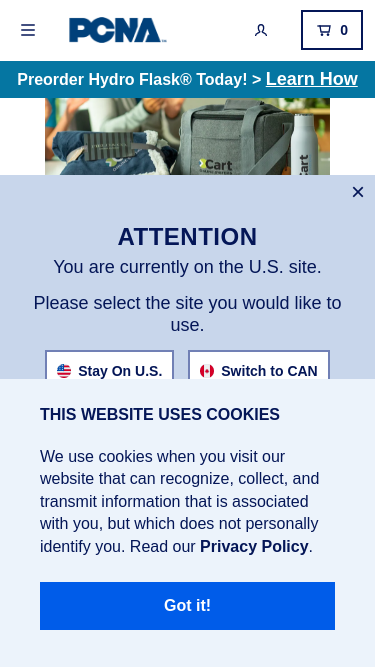 PCNA
0
Preorder Hydro Flask® Today! > Learn How
Cart
Cart
ATTENTION
You are currently on the U.S. site.
Please select the site you would like to
use.
Stay On U.S.
Switch to CAN
THIS WEBSITE USES COOKIES
We use cookies when you visit our
website that can recognize, collect, and
transmit information that is associated
with you, but which does not personally
identify you. Read our Privacy Policy.
Got it!